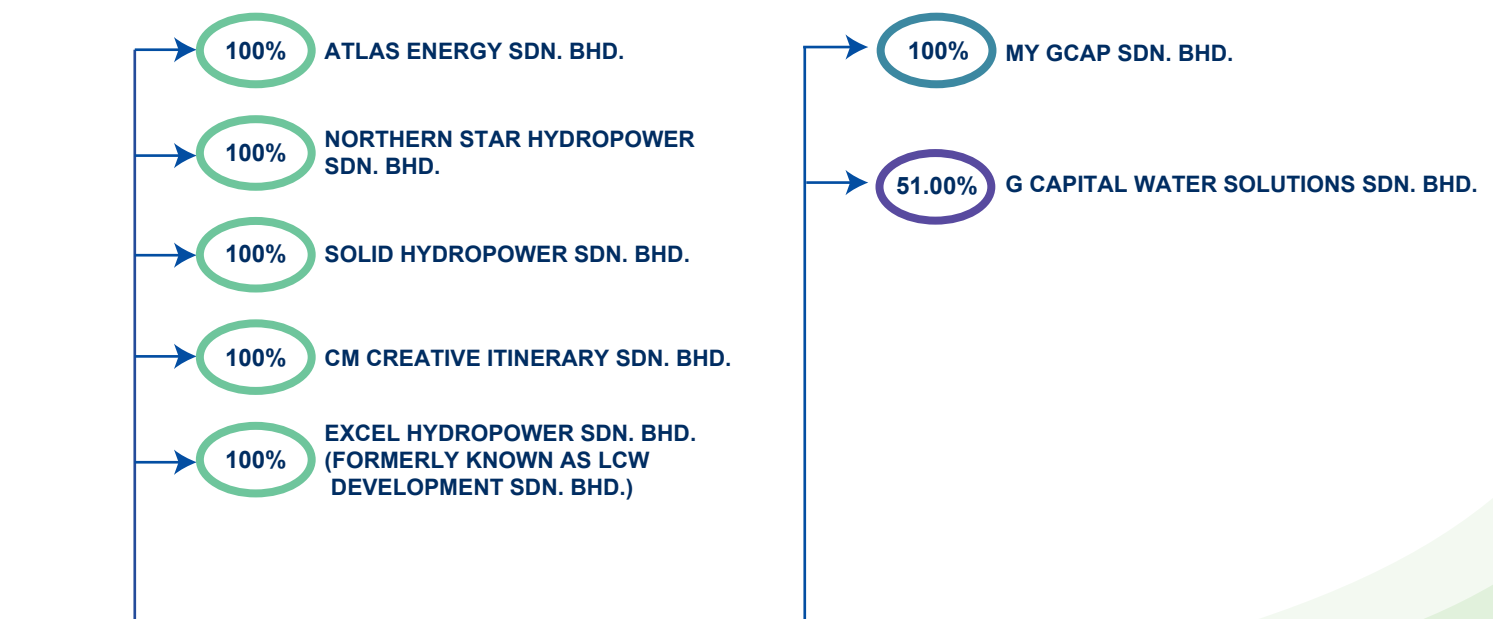 100% ATLAS ENERGY SDN. BHD.
100% NORTHERN STAR HYDROPOWER
SDN. BHD.
100% SOLID HYDROPOWER SDN. BHD.
100% CM CREATIVE ITINERARY SDN. BHD.
100% EXCEL HYDROPOWER SDN. BHD.
(FORMERLY KNOWN AS LCW
DEVELOPMENT SDN. BHD.)
100% MY GCAP SDN. BHD.
51.00% G CAPITAL WATER SOLUTIONS SDN. BHD.